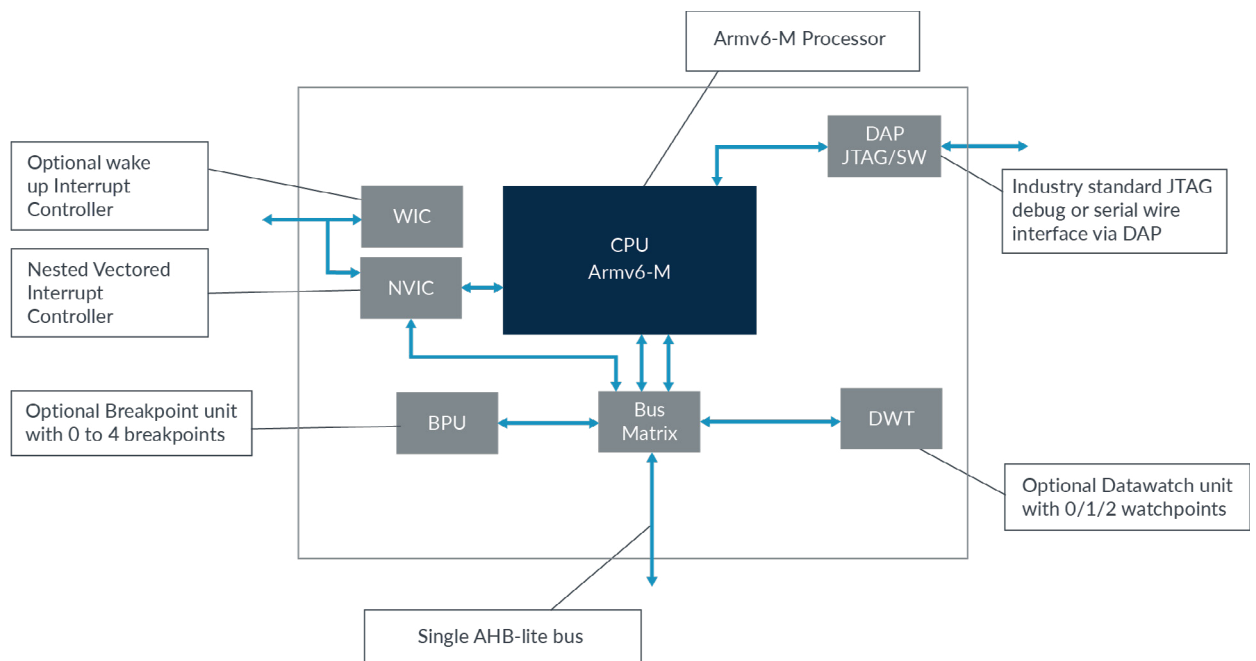 Armv6-M Processor
DAP
JTAG/SW
Optional wake
up Interrupt
Controller
WIC
Industry standard JTAG
debug or serial wire
interface via DAP
CPU
Armv6-M
Nested Vectored
Interrupt
Controller
NVIC
Optional Breakpoint unit
with 0 to 4 breakpoints
BPU
Bus
Matrix
DWT
Optional Datawatch unit
with 0/1/2 watchpoints
Single AHB-lite bus